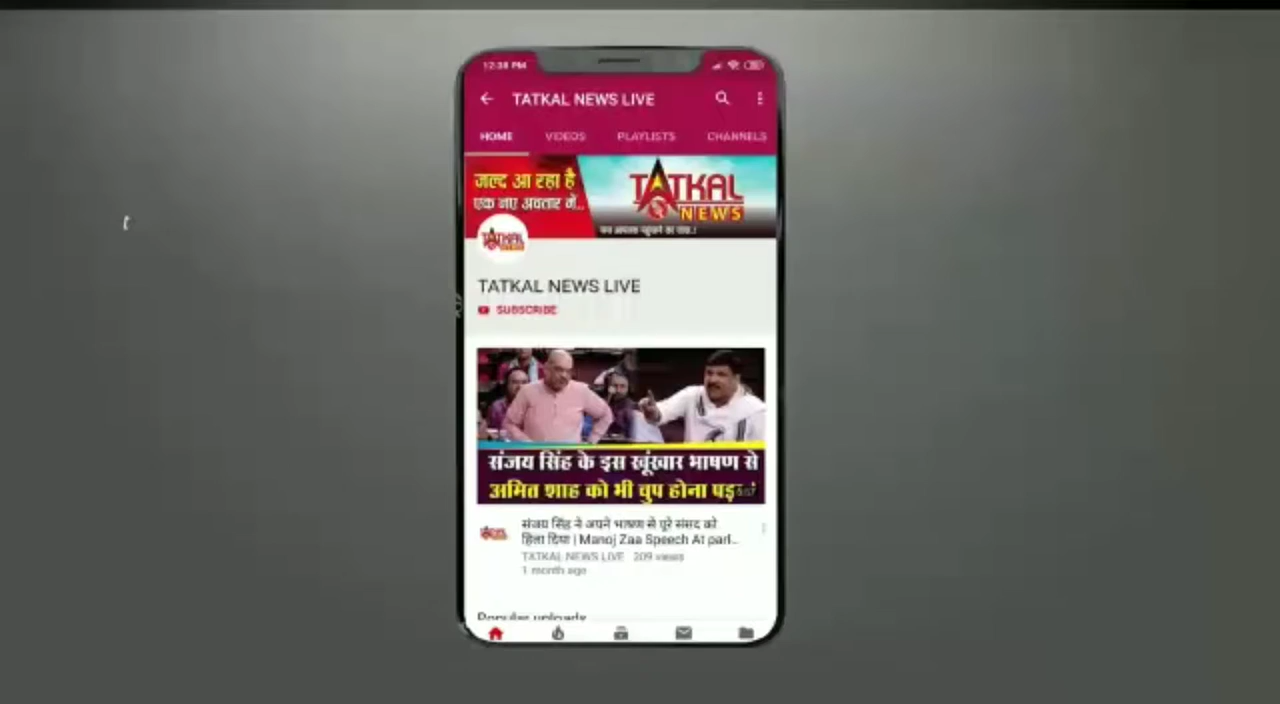 t
12:38 PM
TATKAL NEWS LIVE
HOME VIDEOS PLAYLISTS CHANNELS
जल्द आ रहा है
एक नए अवतार में..
TATKAL
NEWS
TATKAL
TATKAL NEWS LIVE
SUBSCRIBE
संजय सिंह के इस खूंखार भाषण से
अमित शाह को भी चुप होना पड़
संजय सिंह ने अपने भाषण से पूरे संसद को
हिला दिया | Manoj Zaa Speech At parl...
TATKAL NEWS LIVE 209 views
1 month ago
Popular uploads